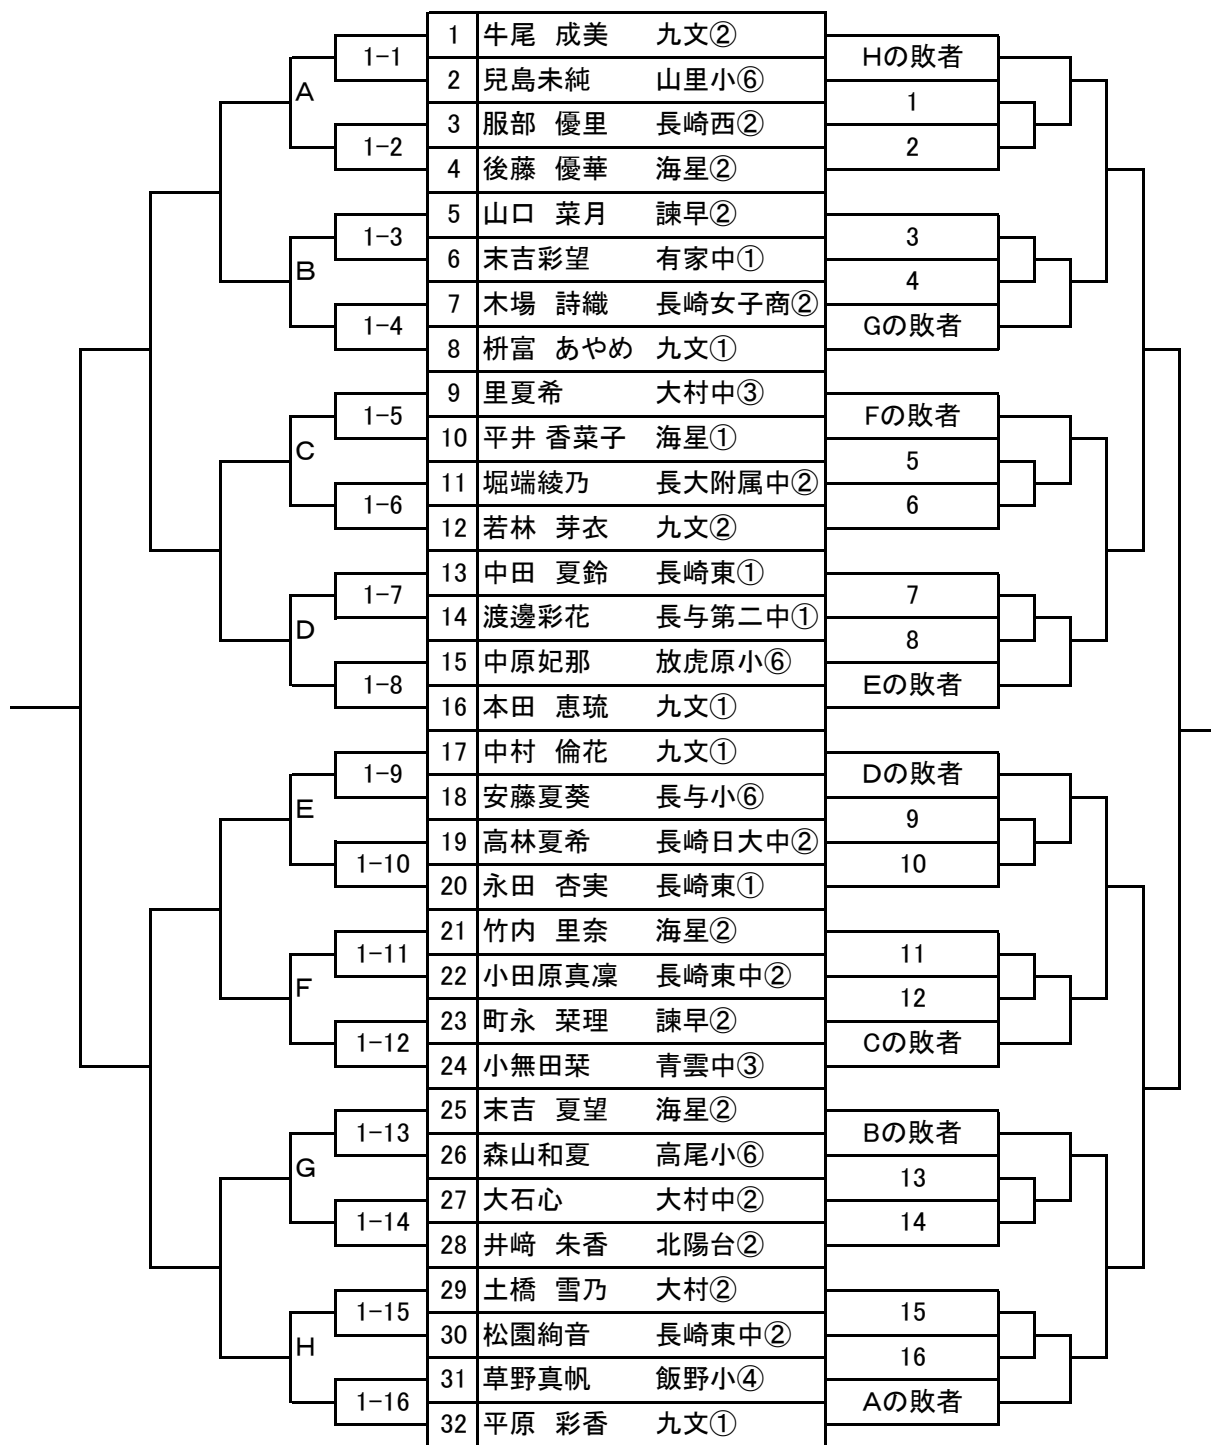 1 牛尾 成美 九文②
1-1 Hの敗者
2 兒島未純 山里小⑥
A 1
3 服部 優里 長崎西②
1-2 2
4 後藤 優華 海星②
5 山口 菜月 諫早②
1-3 3
6 末吉彩望 有家中①
B 4
7 木場 詩織 長崎女子商②
1-4 Gの敗者
8 枡富 あやめ 九文①
9 里夏希 大村中③
1-5 Fの敗者
10 平井 香菜子 海星①
C 5
11 堀端綾乃 長大附属中②
1-6 6
12 若林 芽衣 九文②
13 中田 夏鈴 長崎東①
1-7 7
14 渡邊彩花 長与第二中①
D 8
15 中原妃那 放虎原小⑥
1-8 Eの敗者
16 本田 恵琉 九文①
17 中村 倫花 九文①
1-9 Dの敗者
18 安藤夏葵 長与小⑥
E 9
19 高林夏希 長崎日大中②
1-10 10
20 永田 杏実 長崎東①
21 竹内 里奈 海星②
1-11 11
22 小田原真凜 長崎東中②
F 12
23 町永 栞理 諫早②
1-12 Cの敗者
24 小無田栞 青雲中③
25 末吉 夏望 海星②
1-13 Bの敗者
26 森山和夏 高尾小⑥
G 13
27 大石心 大村中②
1-14 14
28 井﨑 朱香 北陽台②
29 土橋 雪乃 大村②
1-15 15
30 松園絢音 長崎東中②
H 16
31 草野真帆 飯野小④
1-16 Aの敗者
32 平原 彩香 九文①